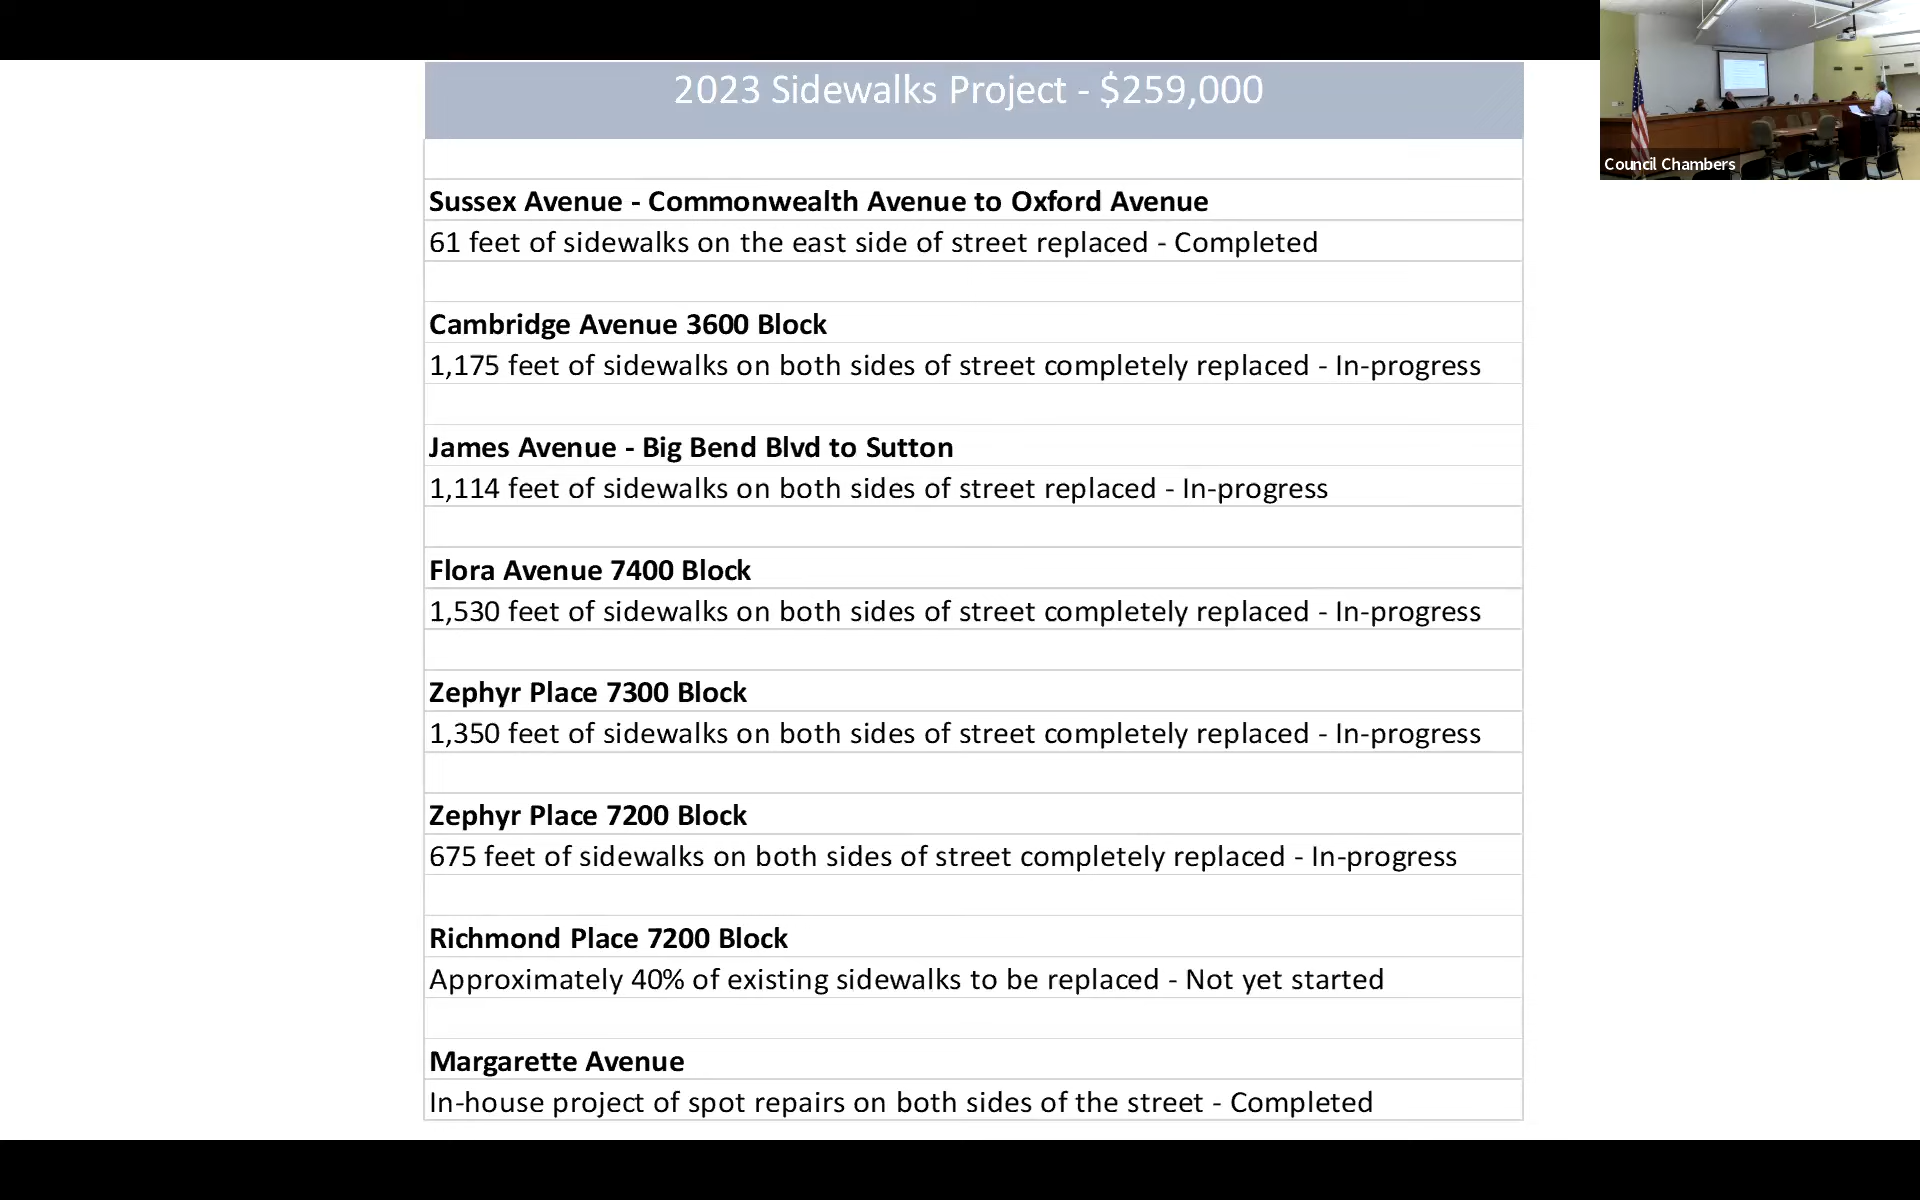 2023 Sidewalks Project - $259,000
Council Chambers
Sussex Avenue - Commonwealth Avenue to Oxford Avenue
61 feet of sidewalks on the east side of street replaced - Completed
Cambridge Avenue 3600 Block
1,175 feet of sidewalks on both sides of street completely replaced - In-progress
James Avenue - Big Bend Blvd to Sutton
1,114 feet of sidewalks on both sides of street replaced - In-progress
Flora Avenue 7400 Block
1,530 feet of sidewalks on both sides of street completely replaced - In-progress
Zephyr Place 7300 Block
1,350 feet of sidewalks on both sides of street completely replaced - In-progress
Zephyr Place 7200 Block
675 feet of sidewalks on both sides of street completely replaced - In-progress
Richmond Place 7200 Block
Approximately 40% of existing sidewalks to be replaced - Not yet started
Margarette Avenue
In-house project of spot repairs on both sides of the street - Completed